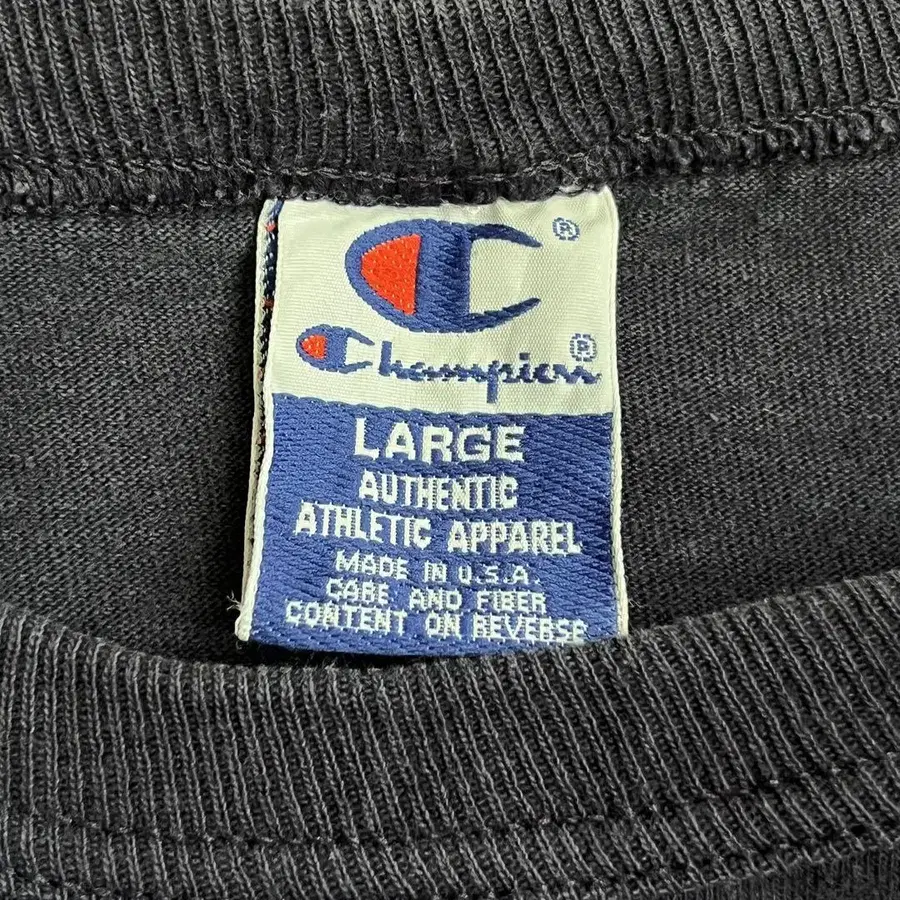 ®
Champion®
LARGE
AUTHENTIC
ATHLETIC APPAREL
MADE IN U.S.A.
CARE AND FIBER
CONTENT ON REVERSE